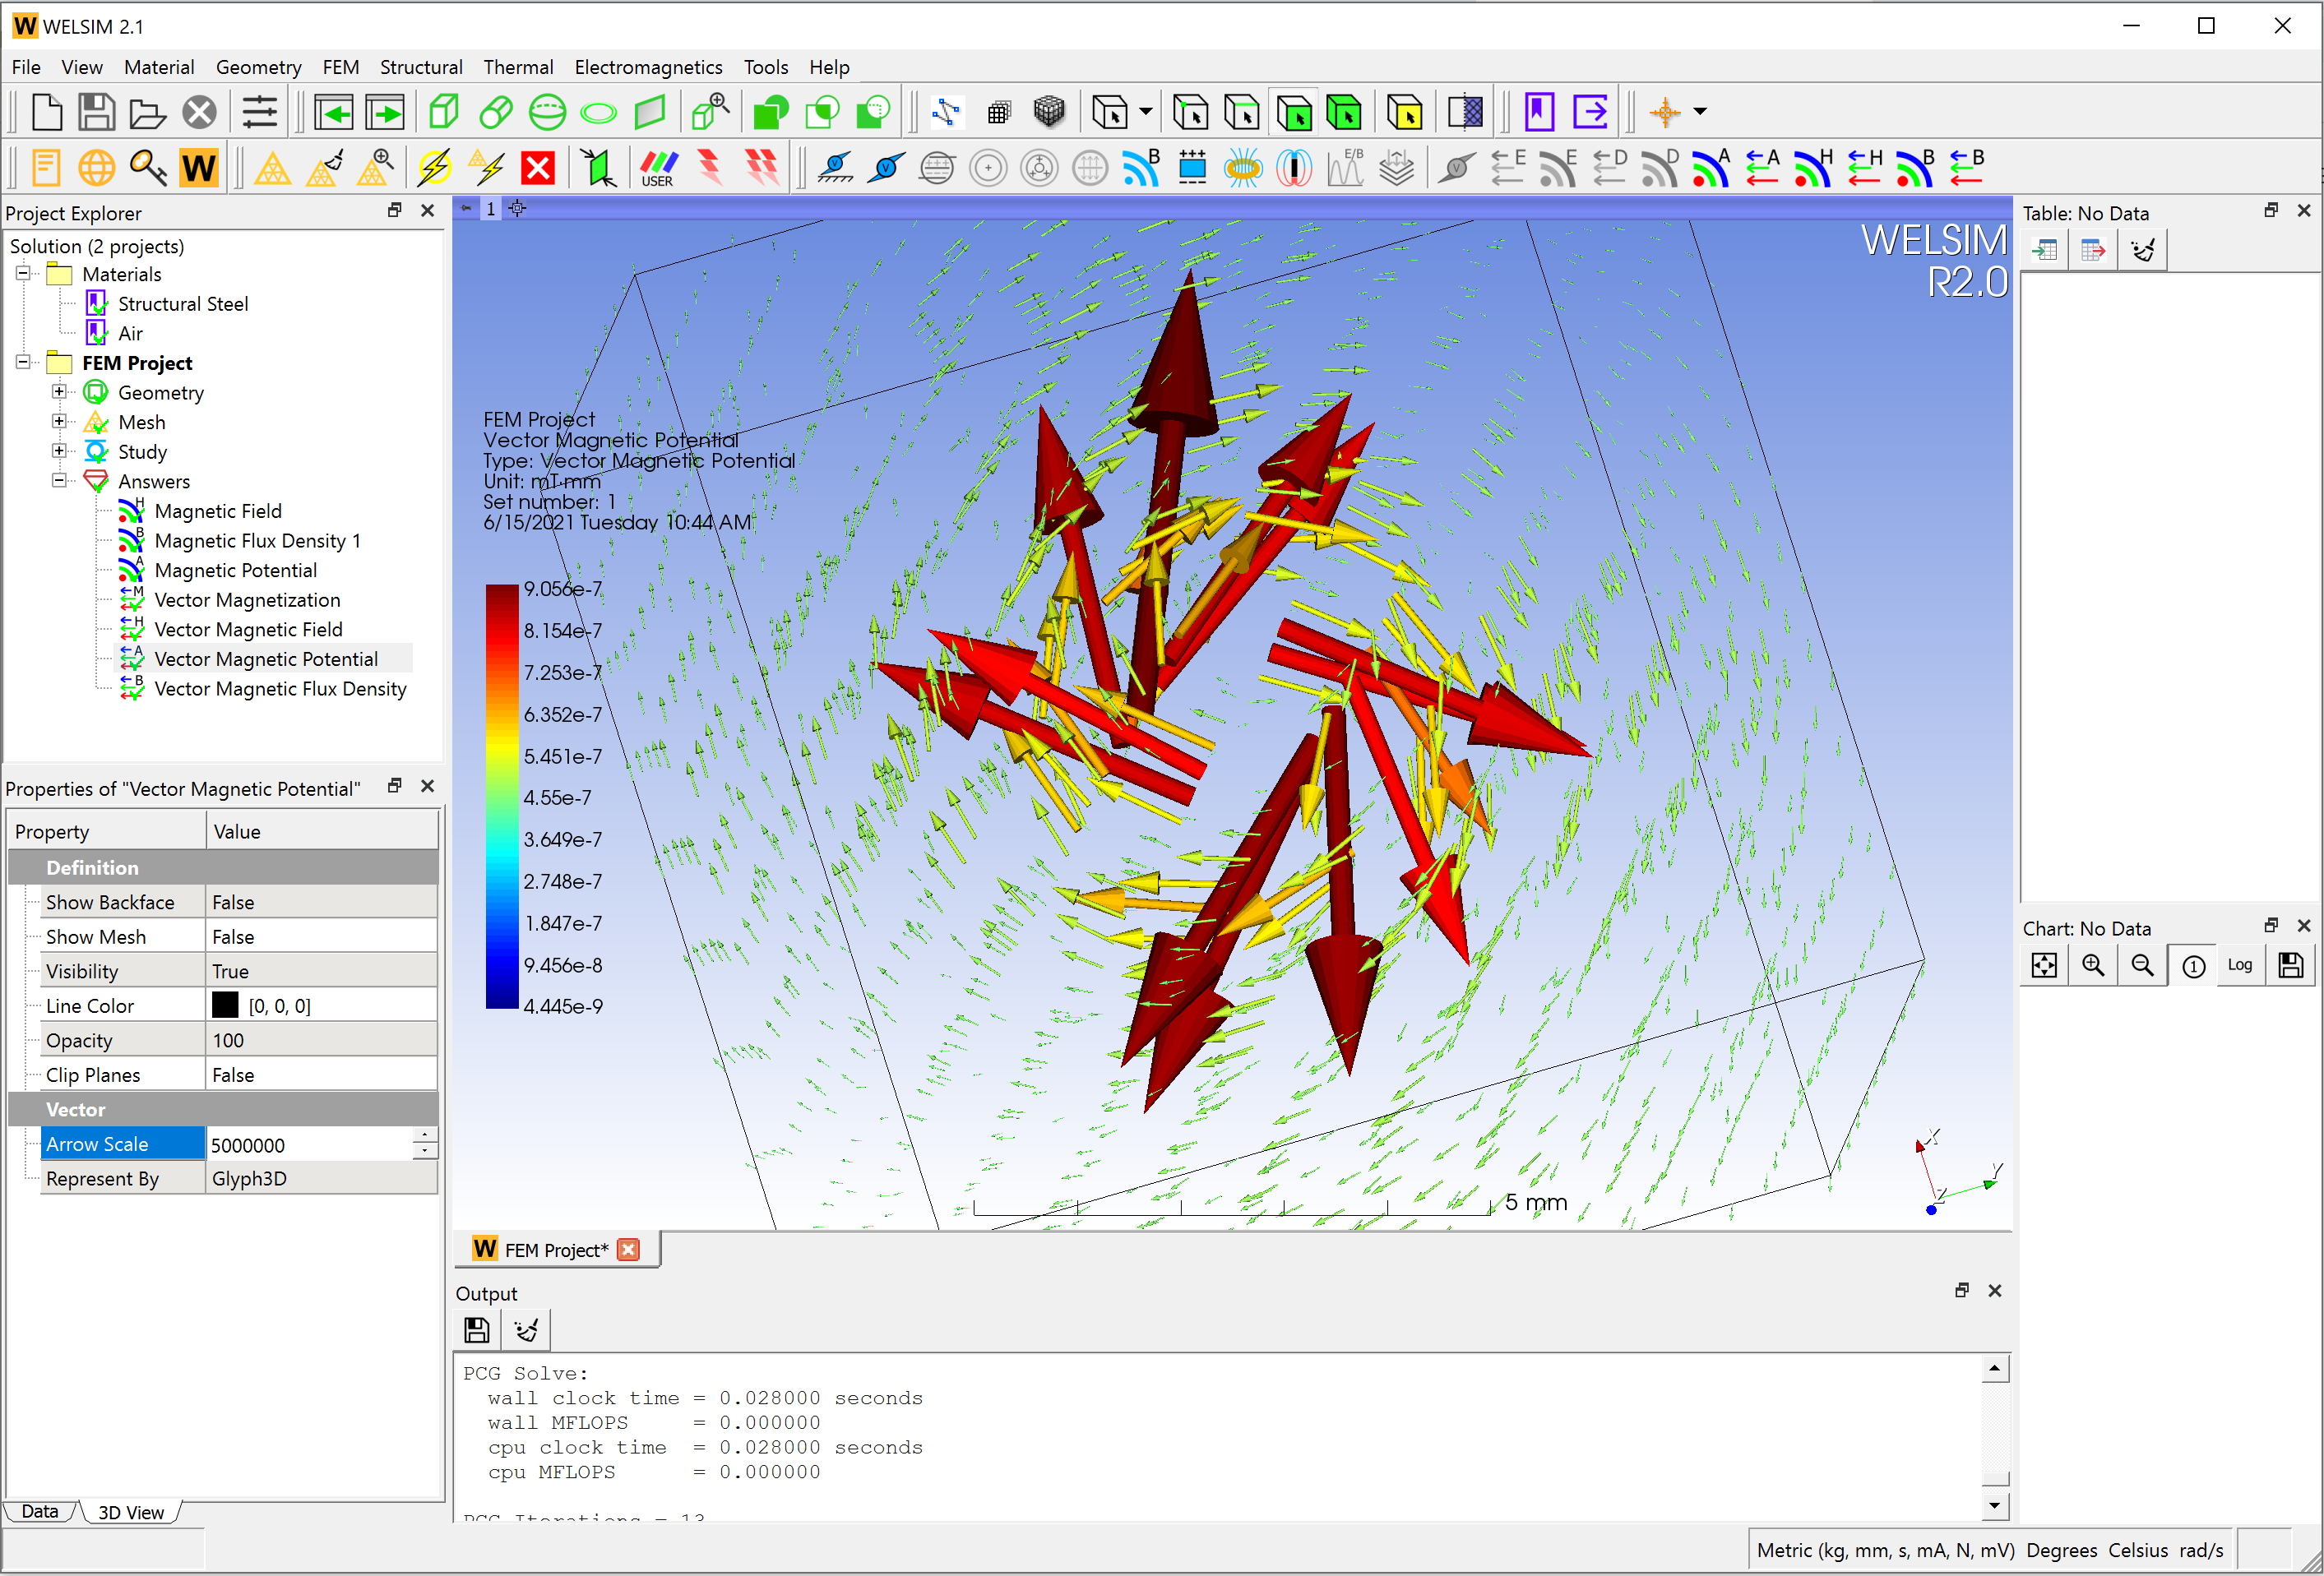 WELSIM 2.1
File View Material Geometry FEM Structural Thermal Electromagnetics Tools Help
USER B E/B E E D D A A H H B B
Project Explorer
Solution (2 projects)
Materials
Structural Steel
Air
FEM Project
Geometry
Mesh
Study
Answers
H Magnetic Field
B Magnetic Flux Density 1
A Magnetic Potential
M Vector Magnetization
H Vector Magnetic Field
A Vector Magnetic Potential
B Vector Magnetic Flux Density
Properties of "Vector Magnetic Potential"
Property Value
Definition
Show Backface False
Show Mesh False
Visibility True
Line Color [0, 0, 0]
Opacity 100
Clip Planes False
Vector
Arrow Scale 5000000
Represent By Glyph3D
Data 3D View
1
WELSIM
R2.0
FEM Project
Vector Magnetic Potential
Type: Vector Magnetic Potential
Unit: mT·mm
Set number: 1
6/15/2021 Tuesday 10:44 AM
9.056e-7
8.154e-7
7.253e-7
6.352e-7
5.451e-7
4.55e-7
3.649e-7
2.748e-7
1.847e-7
9.456e-8
4.445e-9
5 mm
X
Y
Z
W FEM Project*
Output
PCG Solve:
wall clock time = 0.028000 seconds
wall MFLOPS = 0.000000
cpu clock time = 0.028000 seconds
cpu MFLOPS = 0.000000
PCG Iterations = 13
Table: No Data
Chart: No Data
1 Log
Metric (kg, mm, s, mA, N, mV) Degrees Celsius rad/s